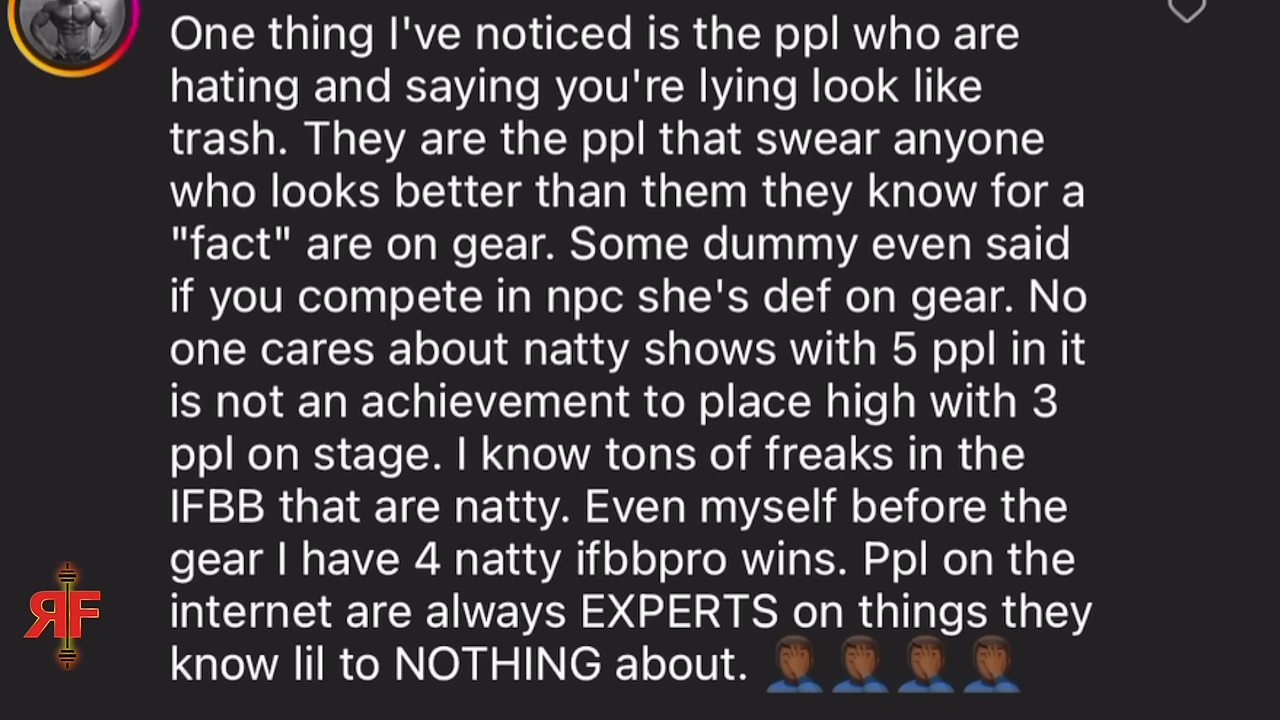 One thing I've noticed is the ppl who are
hating and saying you're lying look like
trash. They are the ppl that swear anyone
who looks better than them they know for a
"fact" are on gear. Some dummy even said
if you compete in npc she's def on gear. No
one cares about natty shows with 5 ppl in it
is not an achievement to place high with 3
ppl on stage. I know tons of freaks in the
IFBB that are natty. Even myself before the
gear I have 4 natty ifbbpro wins. Ppl on the
internet are always EXPERTS on things they
know lil to NOTHING about. 🤦🏾‍♂️🤦🏾‍♂️🤦🏾‍♂️🤦🏾‍♂️
RF